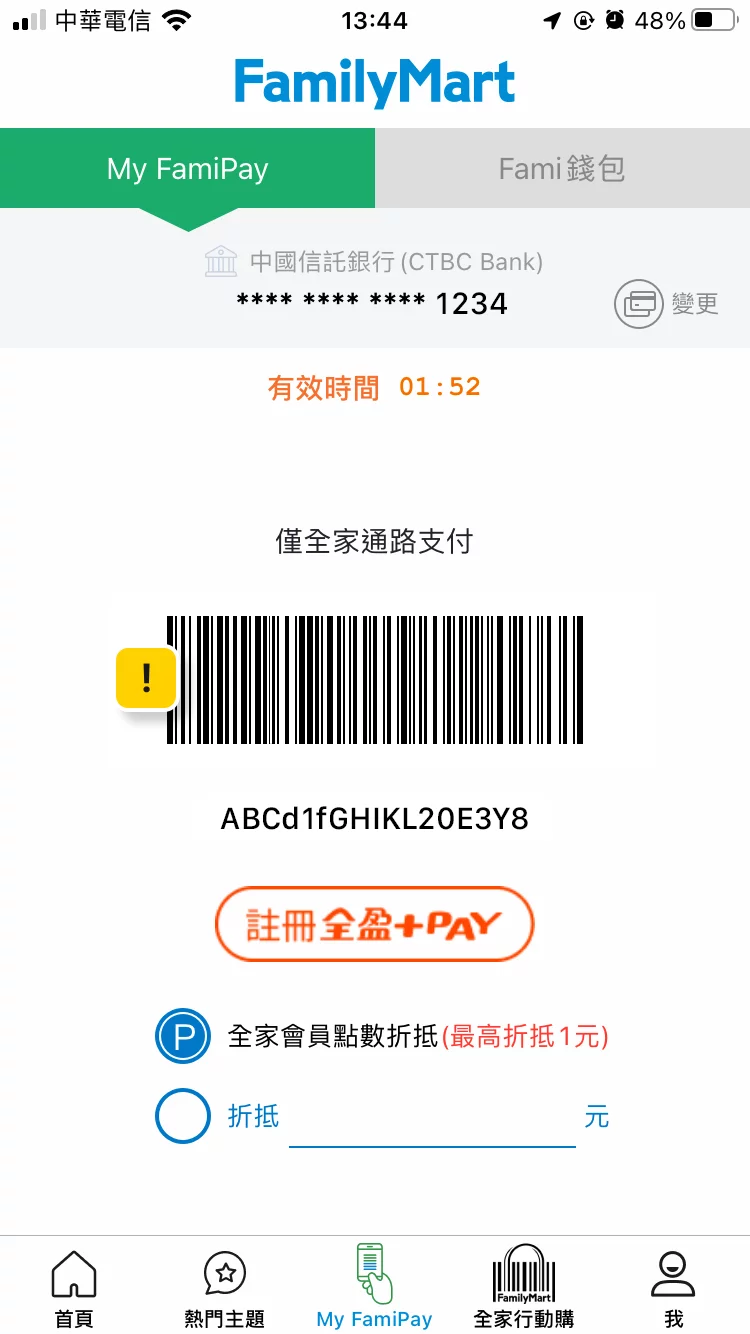 中華電信 13:44 48%
FamilyMart
My FamiPay Fami錢包
中國信託銀行(CTBC Bank)
**** **** **** 1234 變更
有效時間 01:52
僅全家通路支付
!
ABCd1fGHIKL20E3Y8
註冊全盈+PAY
P 全家會員點數折抵(最高折抵1元)
折抵 元
FamilyMart
首頁 熱門主題 My FamiPay 全家行動購 我